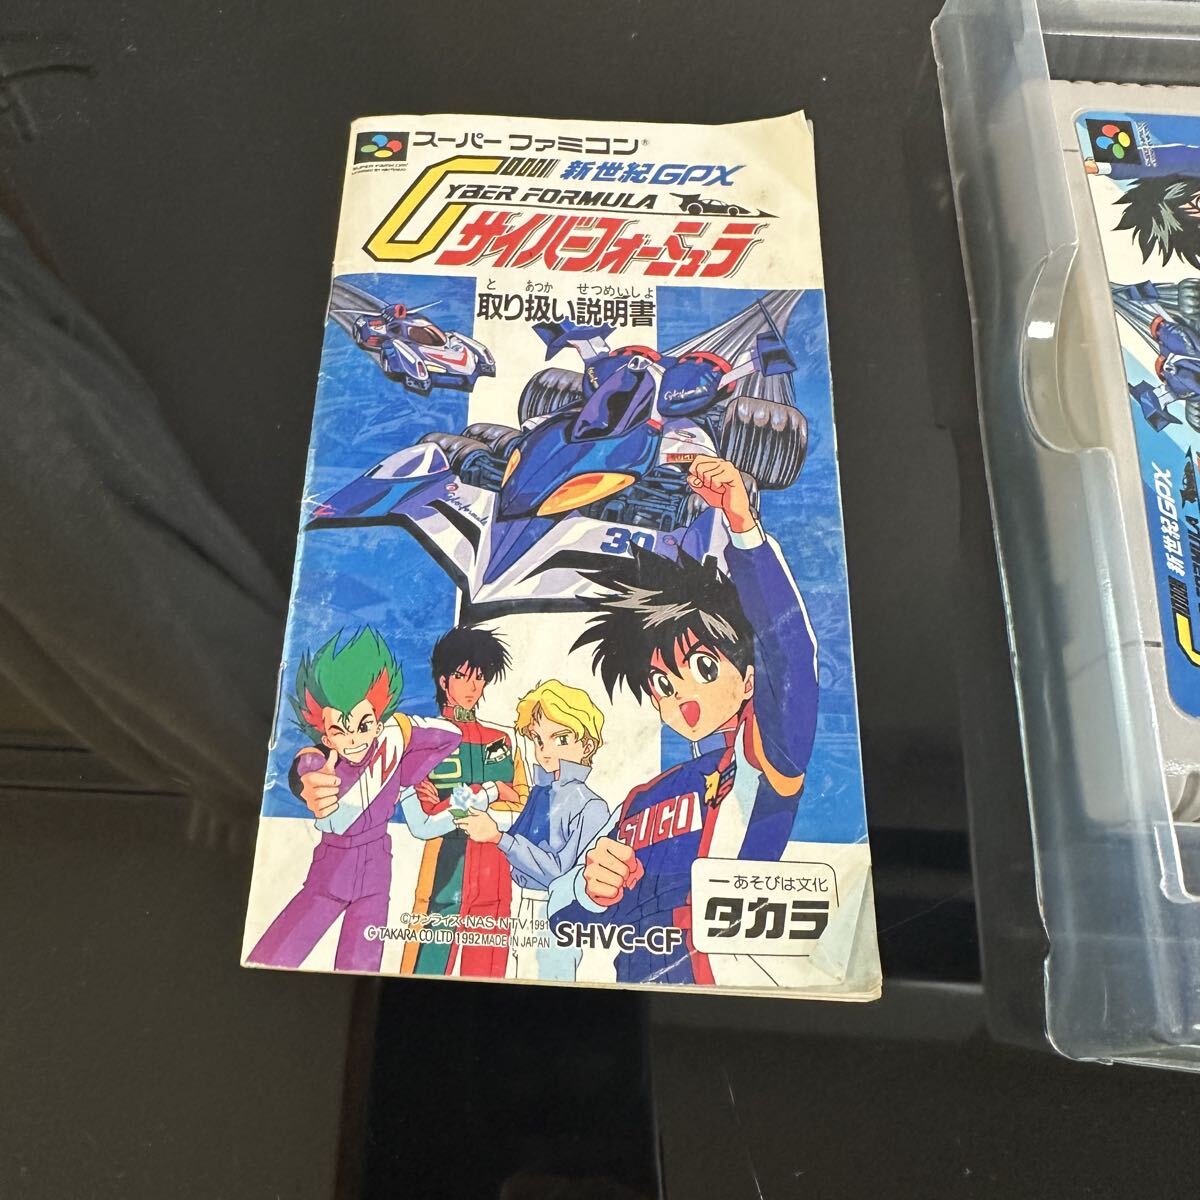 スーパーファミコン®
新世紀GPX
CYBER FORMULA
サイバーフォーミュラ
と あつか せつめいしょ
取り扱い説明書
Cyberformula
SUGO
30
SUGO
あそびは文化
タカラ
©サンライズ・NAS・NTV 1991
© TAKARA CO LTD 1992 MADE IN JAPAN
SHVC-CF
新世紀GPX